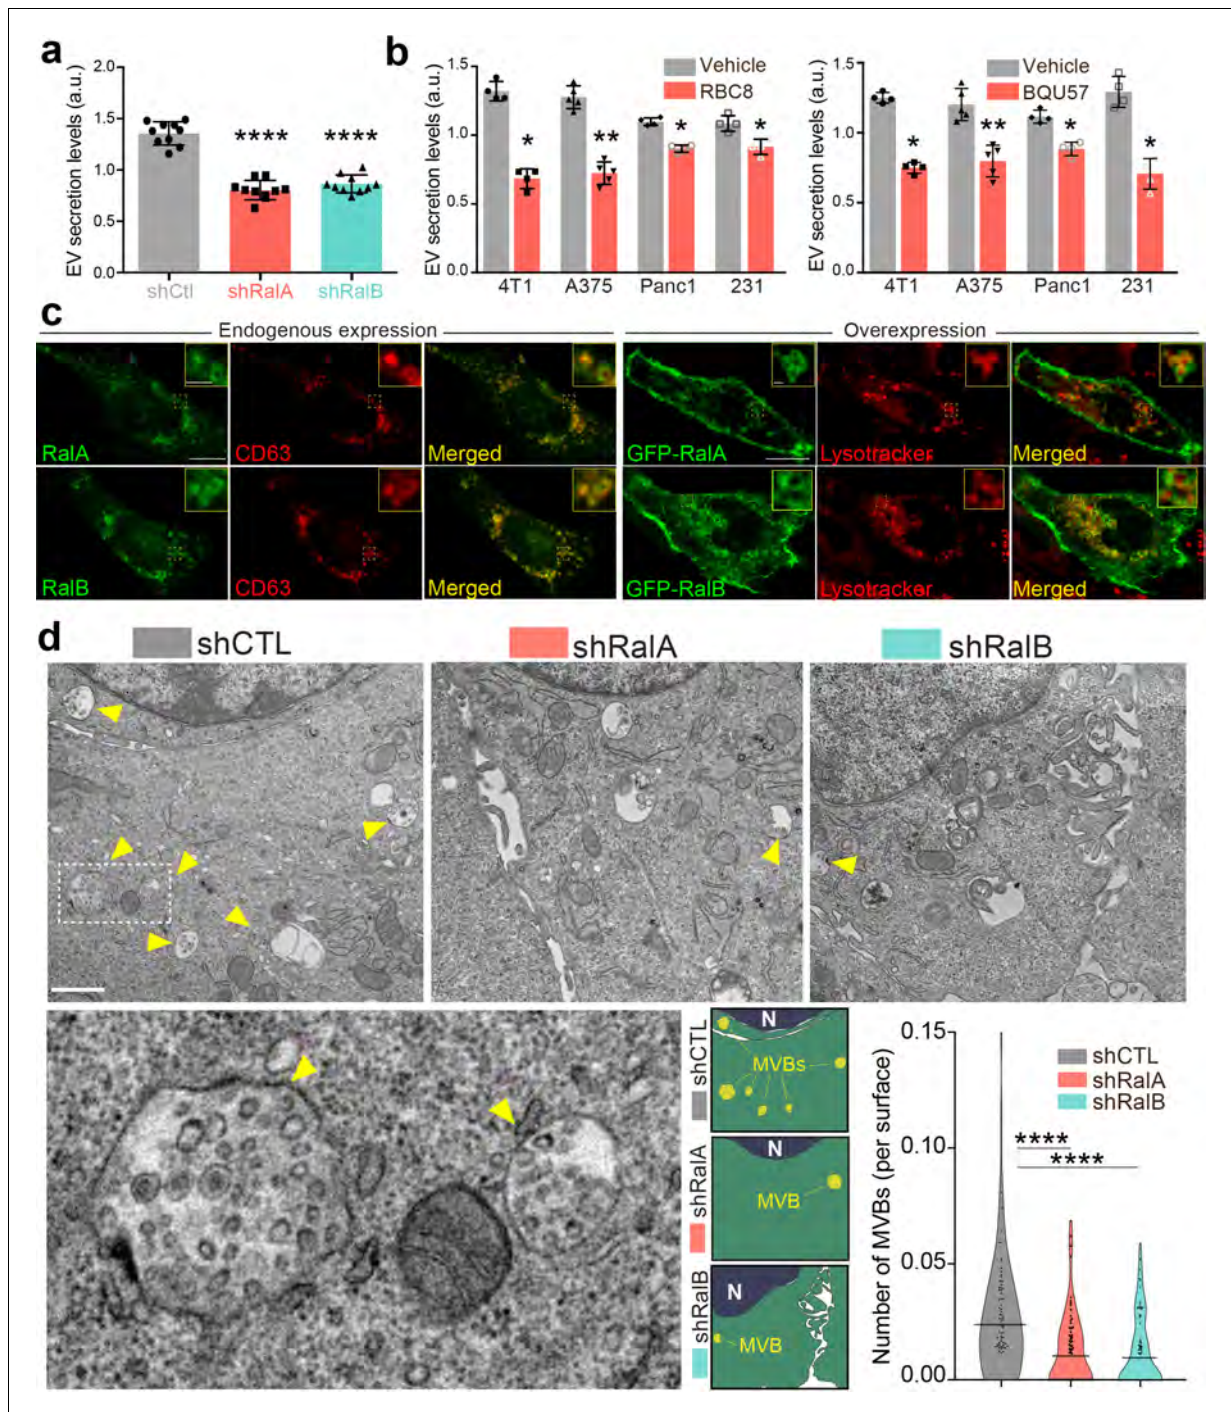 a
EV secretion levels (a.u.)
2.0
1.5
1.0
0.5
0.0
****
****
shCtl
shRalA
shRalB
b
EV secretion levels (a.u.)
1.5
1.0
0.5
0.0
Vehicle
RBC8
*
**
*
*
4T1
A375
Panc1
231
EV secretion levels (a.u.)
1.5
1.0
0.5
0.0
Vehicle
BQU57
*
**
*
*
4T1
A375
Panc1
231
c
Endogenous expression
Overexpression
RalA
CD63
Merged
GFP-RalA
Lysotracker
Merged
RalB
CD63
Merged
GFP-RalB
Lysotracker
Merged
d
shCTL
shRalA
shRalB
shCTL
N
MVBs
shRalA
N
MVB
shRalB
N
MVB
Number of MVBs (per surface)
0.15
0.10
0.05
0.00
shCTL
shRalA
shRalB
****
****